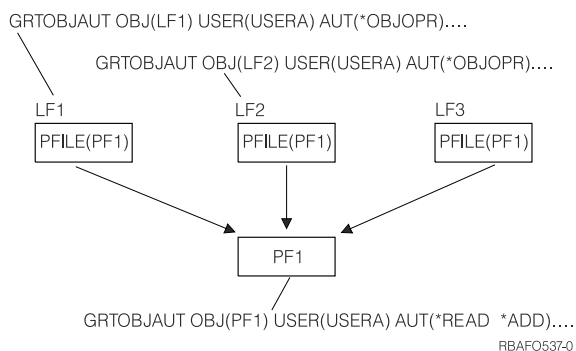 GRTOBJAUT OBJ(LF1) USER(USERA) AUT(*OBJOPR)....
GRTOBJAUT OBJ(LF2) USER(USERA) AUT(*OBJOPR)....
LF1
LF2
LF3
PFILE(PF1)
PFILE(PF1)
PFILE(PF1)
PF1
GRTOBJAUT OBJ(PF1) USER(USERA) AUT(*READ *ADD)....
RBAFO537-0